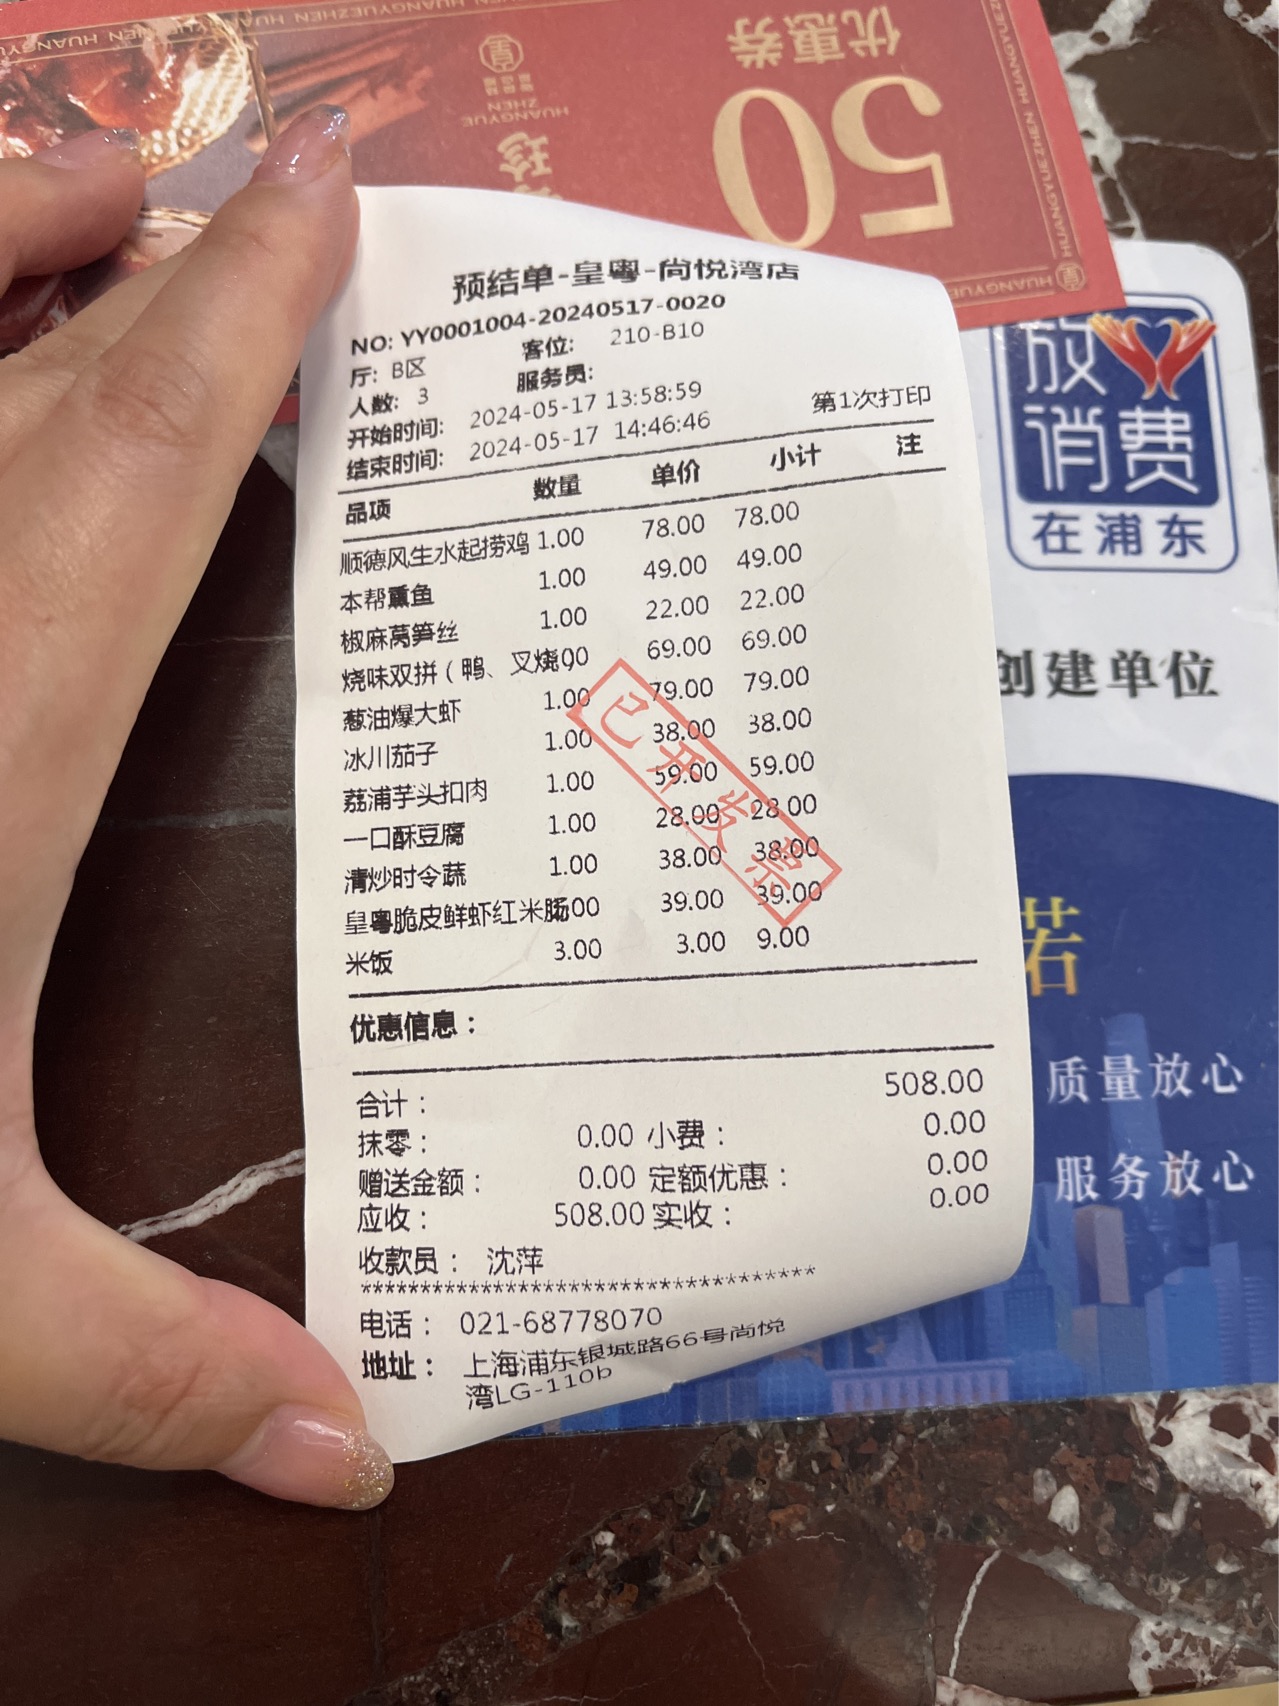 优惠券
50
HUANGYUE
ZHEN
珍
预结单-皇粤-尚悦湾店
NO: YY0001004-20240517-0020
厅: B区 客位: 210-B10
人数: 3 服务员:
开始时间: 2024-05-17 13:58:59
结束时间: 2024-05-17 14:46:46 第1次打印
品项 数量 单价 小计 注
顺德风生水起捞鸡 1.00 78.00 78.00
本帮熏鱼 1.00 49.00 49.00
椒麻莴笋丝 1.00 22.00 22.00
烧味双拼（鸭、叉烧00 69.00 69.00
葱油爆大虾 1.00 79.00 79.00
冰川茄子 1.00 38.00 38.00
荔浦芋头扣肉 1.00 59.00 59.00
一口酥豆腐 1.00 28.00 28.00
清炒时令蔬 1.00 38.00 38.00
皇粤脆皮鲜虾红米肠00 39.00 39.00
米饭 3.00 3.00 9.00
已开发票
优惠信息：
合计： 508.00
抹零： 0.00 小费： 0.00
赠送金额： 0.00 定额优惠： 0.00
应收： 508.00 实收： 0.00
收款员： 沈萍
**************************************
电话： 021-68778070
地址： 上海浦东银城路66号尚悦
湾LG-110b
放
消费
在浦东
创建单位
若
质量放心
服务放心